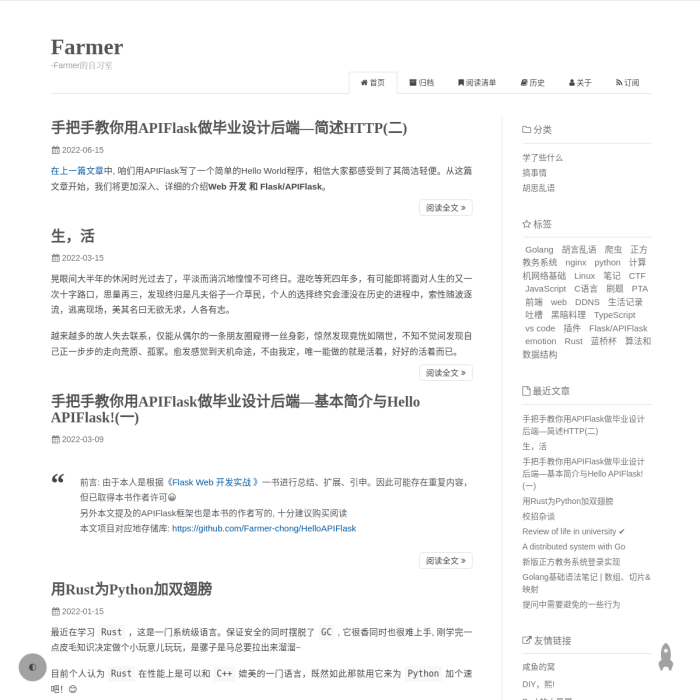 Farmer
-Farmer的自习室
首页 归档 阅读清单 历史 关于 订阅
手把手教你用APIFlask做毕业设计后端—简述HTTP(二)
2022-06-15
在上一篇文章中, 咱们用APIFlask写了一个简单的Hello World程序，相信大家都感受到了其简洁轻便。从这篇
文章开始，我们将更加深入、详细的介绍Web 开发 和 Flask/APIFlask。
阅读全文 »
生，活
2022-03-15
晃眼间大半年的休闲时光过去了，平淡而消沉地惶惶不可终日。混吃等死四年多，有可能即将面对人生的又一
次十字路口，思量再三，发现终归是凡夫俗子一介草民，个人的选择终究会湮没在历史的进程中，索性随波逐
流，逃离现场，美其名曰无欲无求，人各有志。
越来越多的故人失去联系，仅能从偶尔的一条朋友圈窥得一丝身影，惊然发现竟恍如隔世，不知不觉间发现自
己正一步步的走向荒原、孤冢。愈发感觉到天机命途，不由我定，唯一能做的就是活着，好好的活着而已。
阅读全文 »
手把手教你用APIFlask做毕业设计后端—基本简介与Hello
APIFlask!(一)
2022-03-09
“
前言: 由于本人是根据《Flask Web 开发实战 》一书进行总结、扩展、引申。因此可能存在重复内容，
但已取得本书作者许可😀
另外本文提及的APIFlask框架也是本书的作者写的, 十分建议购买阅读
本文项目对应地存储库: https://github.com/Farmer-chong/HelloAPIFlask
阅读全文 »
用Rust为Python加双翅膀
2022-01-15
最近在学习 Rust ，这是一门系统级语言。保证安全的同时摆脱了 GC , 它很香同时也很难上手, 刚学完一
点皮毛知识决定做个小玩意儿玩玩，是骡子是马总要拉出来溜溜~
目前个人认为 Rust 在性能上是可以和 C++ 媲美的一门语言，既然如此那就用它来为 Python 加个速
吧！😊
分类
学了些什么
搞事情
胡思乱语
标签
Golang 胡言乱语 爬虫 正方
教务系统 nginx python 计算
机网络基础 Linux 笔记 CTF
JavaScript C语言 刷题 PTA
前端 web DDNS 生活记录
吐槽 黑暗料理 TypeScript
vs code 插件 Flask/APIFlask
emotion Rust 蓝桥杯 算法和
数据结构
最近文章
手把手教你用APIFlask做毕业设计
后端—简述HTTP(二)
生，活
手把手教你用APIFlask做毕业设计
后端—基本简介与Hello APIFlask!
(一)
用Rust为Python加双翅膀
校招杂谈
Review of life in university ✔
A distributed system with Go
新版正方教务系统登录实现
Golang基础语法笔记 | 数组、切片&
映射
提问中需要避免的一些行为
友情链接
咸鱼的窝
DIY，熙!